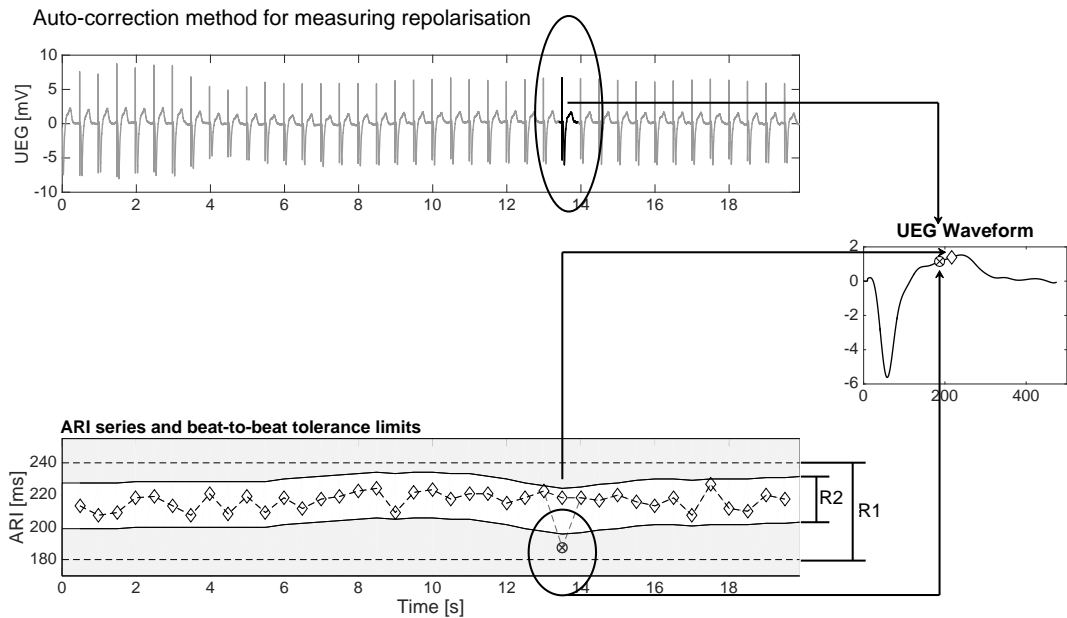 Auto-correction method for measuring repolarisation
UEG [mV]
10
5
0
-5
-10
0 2 4 6 8 10 12 14 16 18
UEG Waveform
2
0
-2
-4
-6
0 200 400
ARI series and beat-to-beat tolerance limits
ARI [ms]
240
220
200
180
R2
R1
0 2 4 6 8 10 12 14 16 18
Time [s]